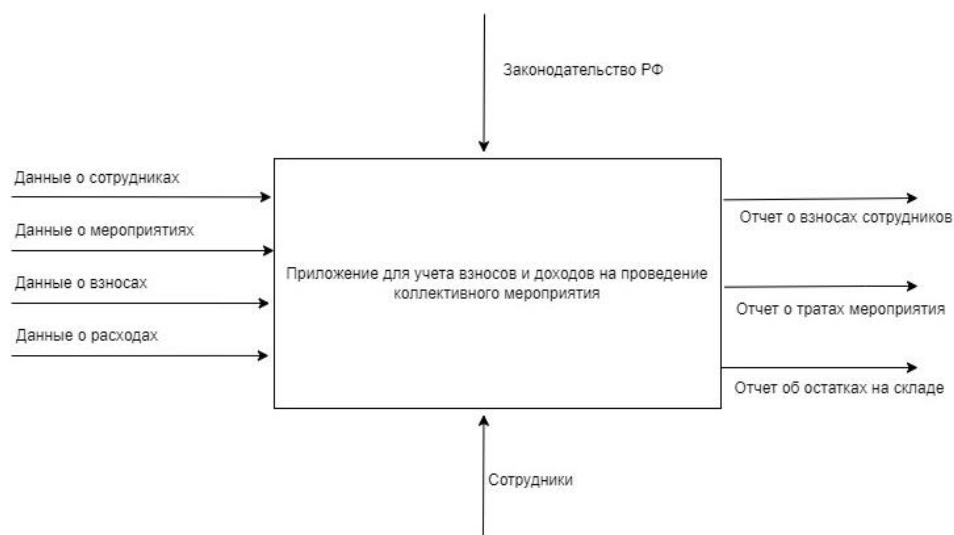 Законодательство РФ
Данные о сотрудниках
Данные о мероприятиях
Данные о взносах
Данные о расходах
Приложение для учета взносов и доходов на проведение
коллективного мероприятия
Отчет о взносах сотрудников
Отчет о тратах мероприятия
Отчет об остатках на складе
Сотрудники